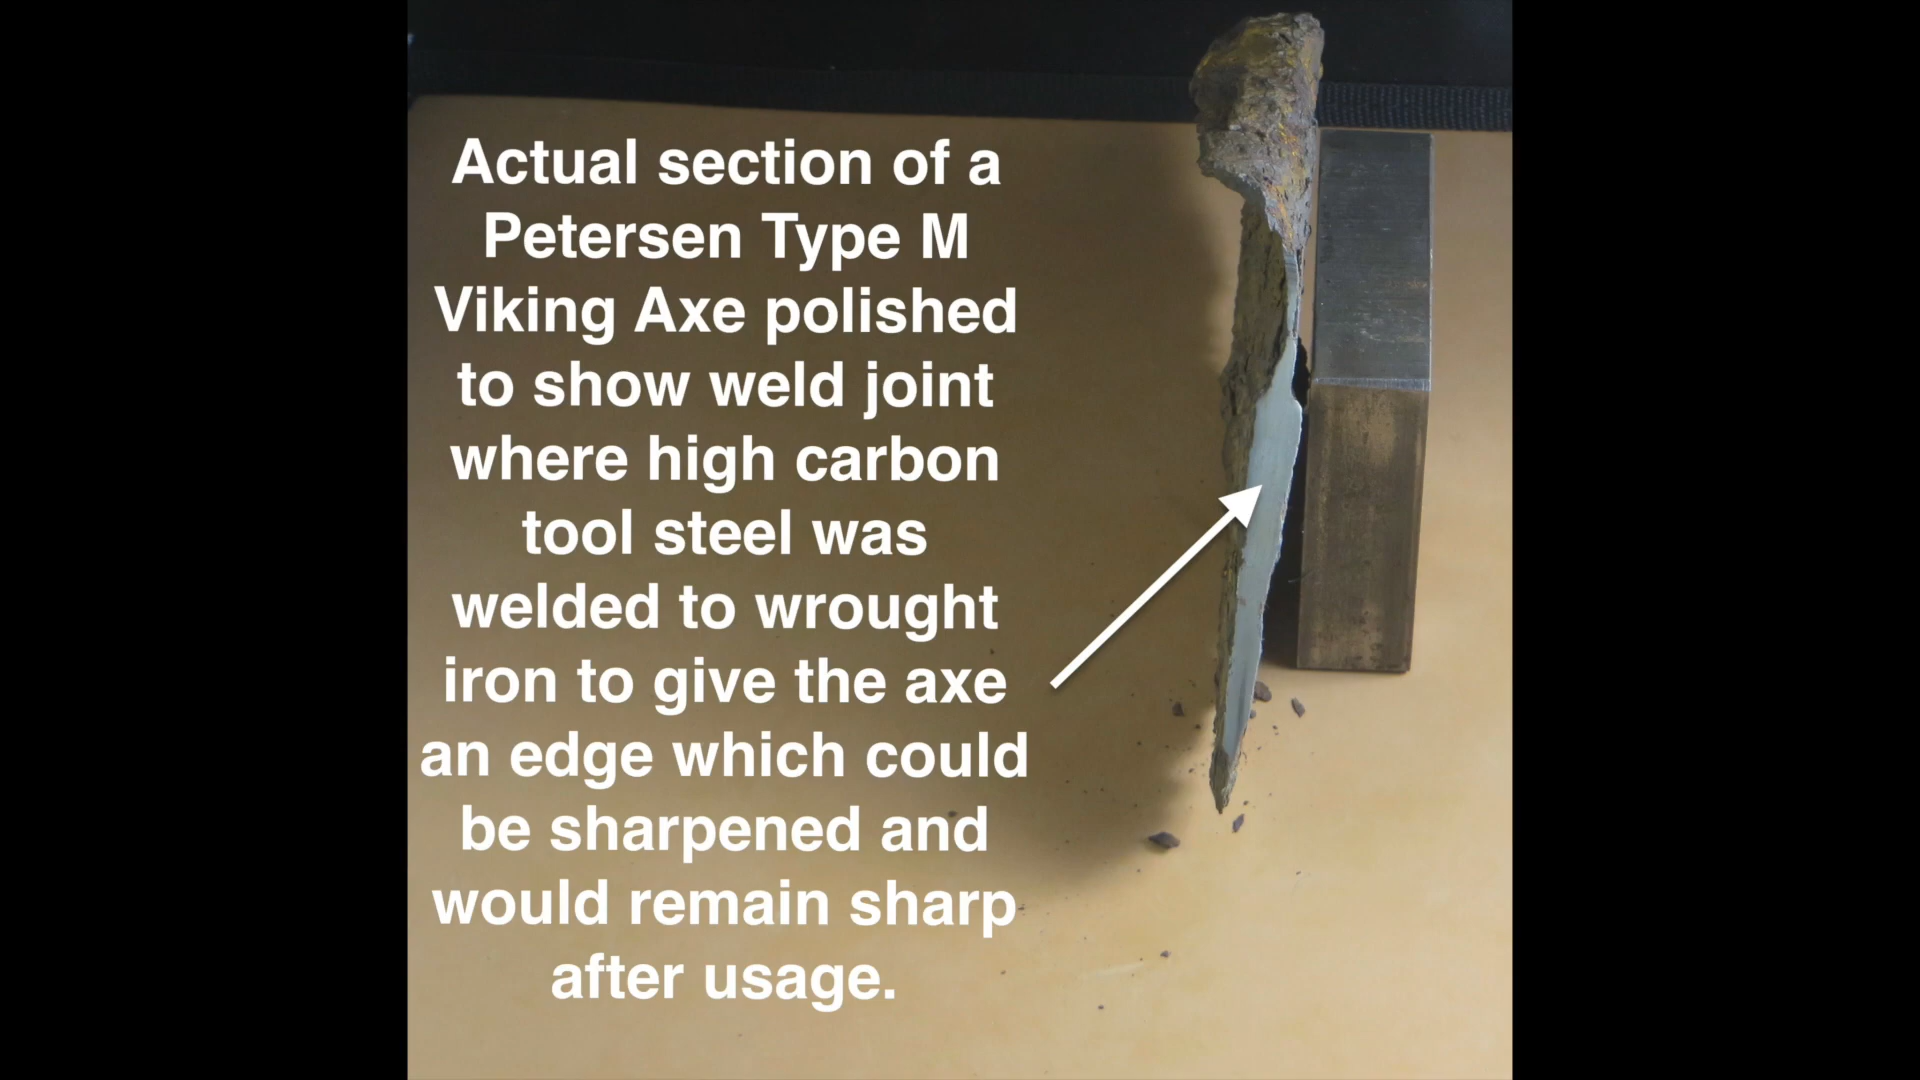 Actual section of a
Petersen Type M
Viking Axe polished
to show weld joint
where high carbon
tool steel was
welded to wrought
iron to give the axe
an edge which could
be sharpened and
would remain sharp
after usage.